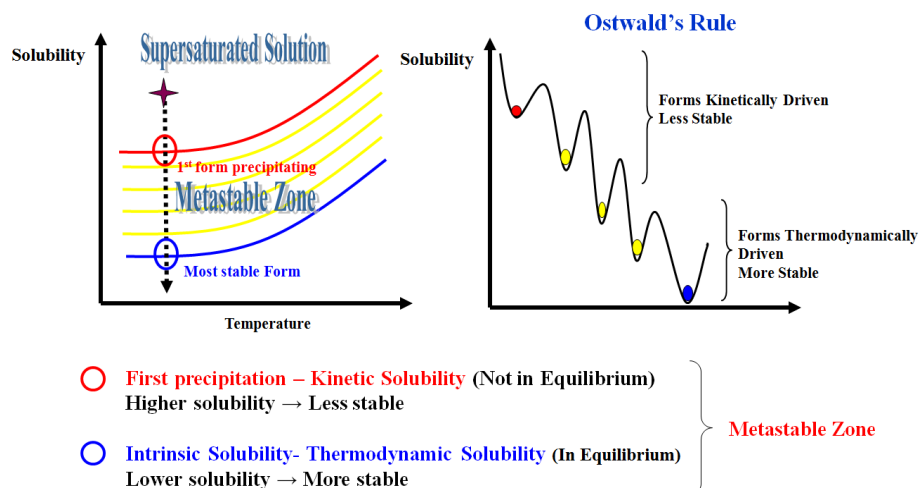 Solubility
Supersaturated Solution
1st form precipitating
Metastable Zone
Most stable Form
Temperature
Ostwald's Rule
Solubility
Forms Kinetically Driven
Less Stable
Forms Thermodynamically
Driven
More Stable
First precipitation – Kinetic Solubility (Not in Equilibrium)
Higher solubility → Less stable
Intrinsic Solubility- Thermodynamic Solubility (In Equilibrium)
Lower solubility → More stable
Metastable Zone